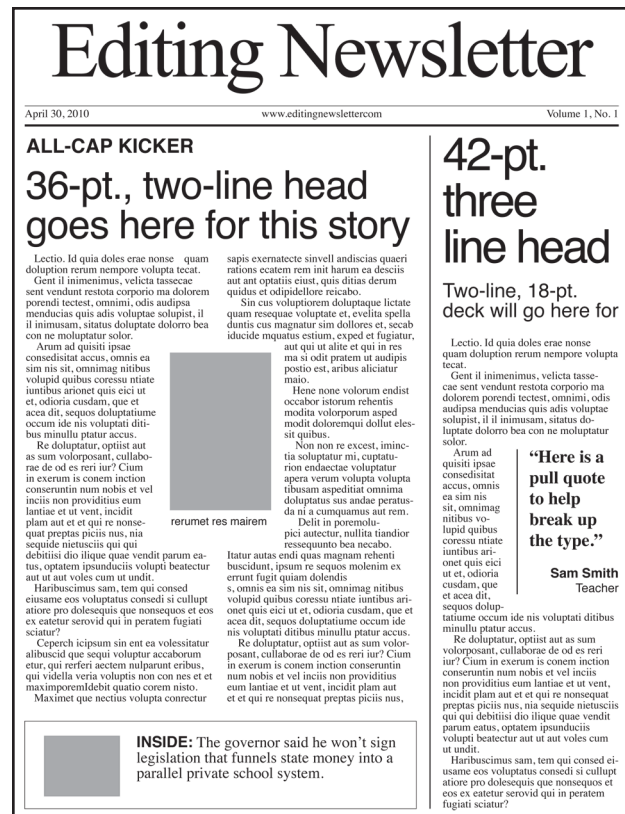 Editing Newsletter
April 30, 2010
www.editingnewslettercom
Volume 1, No. 1
ALL-CAP KICKER
36-pt., two-line head
goes here for this story
Lectio. Id quia doles erae nonse quam
doluption rerum nempore volupta tecat.
Gent il inimenimus, velicta tassecae
sent vendunt restota corporio ma dolorem
porendi tectest, omnimi, odis audipsa
menducias quis adis voluptae solupist, il
il inimusam, sitatus doluptate dolorro bea
con ne moluptatur solor.
Arum ad quisiti ipsae
consedisitat accus, omnis ea
sim nis sit, omnimag nitibus
volupid quibus coressu ntiate
iuntibus arionet quis eici ut
et, odioria cusdam, que et
acea dit, sequos doluptatiume
occum ide nis voluptati diti-
bus minullu ptatur accus.
Re doluptatur, optiist aut
as sum volorposant, cullabo-
rae de od es reri iur? Cium
in exerum is conem inction
conseruntin num nobis et vel
inciis non providitius eum
lantiae et ut vent, incidit
plam aut et et qui re nonse-
quat preptas piciis nus, nia
sequide nietusciis qui qui
debitiisi dio ilique quae vendit parum ea-
tus, optatem ipsunduciis volupti beatectur
aut ut aut voles cum ut undit.
Haribuscimus sam, tem qui consed
eiusame eos voluptatus consedi si cullupt
atiore pro dolesequis que nonsequos et eos
ex eatetur serovid qui in peratem fugiati
sciatur?
Ceperch icipsum sin ent ea volessitatur
alibuscid que sequi voluptur accaborum
etur, qui rerferi aectem nulparunt eribus,
qui vidella veria voluptis non con nes et et
maximporemIdebit quatio corem nisto.
Maximet que nectius volupta conrectur
rerumet res mairem
sapis exernatecte sinvell andiscias quaeri
rations ecatem rem init harum ea desciis
aut ant optatiis eiust, quis ditias derum
quidus et odipidellore reicabo.
Sin cus voluptiorem doluptaque lictate
quam resequae voluptate et, evelita spella
duntis cus magnatur sim dollores et, secab
iducide mquatus estium, exped et fugiatur,
aut qui ut alite et qui in res
ma si odit pratem ut audipis
postio est, aribus aliciatur
maio.
Hene none volorum endist
occabor istorum rehentis
modita volorporum asped
modit doloremqui dollut eles-
sit quibus.
Non non re excest, iminc-
tia soluptatur mi, cuptatu-
rion endaectae voluptatur
apera verum volupta volupta
tibusam aspeditiat omnima
doluptatus sus andae peratus-
da ni a cumquamus aut rem.
Delit in poremolu-
pici autectur, nullita tiandior
ressequunto bea necabo.
Itatur autas endi quas magnam rehenti
buscidunt, ipsum re sequos molenim ex
errunt fugit quiam dolendis
s, omnis ea sim nis sit, omnimag nitibus
volupid quibus coressu ntiate iuntibus ari-
onet quis eici ut et, odioria cusdam, que et
acea dit, sequos doluptatiume occum ide
nis voluptati ditibus minullu ptatur accus.
Re doluptatur, optiist aut as sum volor-
posant, cullaborae de od es reri iur? Cium
in exerum is conem inction conseruntin
num nobis et vel inciis non providitius
eum lantiae et ut vent, incidit plam aut
et et qui re nonsequat preptas piciis nus,
INSIDE: The governor said he won't sign
legislation that funnels state money into a
parallel private school system.
42-pt.
three
line head
Two-line, 18-pt.
deck will go here for
Lectio. Id quia doles erae nonse
quam doluption rerum nempore volupta
tecat.
Gent il inimenimus, velicta tasse-
cae sent vendunt restota corporio ma
dolorem porendi tectest, omnimi, odis
audipsa menducias quis adis voluptae
solupist, il il inimusam, sitatus do-
luptate dolorro bea con ne moluptatur
solor.
Arum ad
quisiti ipsae
consedisitat
accus, omnis
ea sim nis
sit, omnimag
nitibus vo-
lupid quibus
coressu ntiate
iuntibus ari-
onet quis eici
ut et, odioria
cusdam, que
et acea dit,
sequos dolup-
tatiume occum ide nis voluptati ditibus
minullu ptatur accus.
"Here is a
pull quote
to help
break up
the type."
Sam Smith
Teacher
Re doluptatur, optiist aut as sum
volorposant, cullaborae de od es reri
iur? Cium in exerum is conem inction
conseruntin num nobis et vel inciis
non providitius eum lantiae et ut vent,
incidit plam aut et et qui re nonsequat
preptas piciis nus, nia sequide nietusciis
qui qui debitiisi dio ilique quae vendit
parum eatus, optatem ipsunduciis
volupti beatectur aut ut aut voles cum
ut undit.
Haribuscimus sam, tem qui consed ei-
usame eos voluptatus consedi si cullupt
atiore pro dolesequis que nonsequos et
eos ex eatetur serovid qui in peratem
fugiati sciatur?